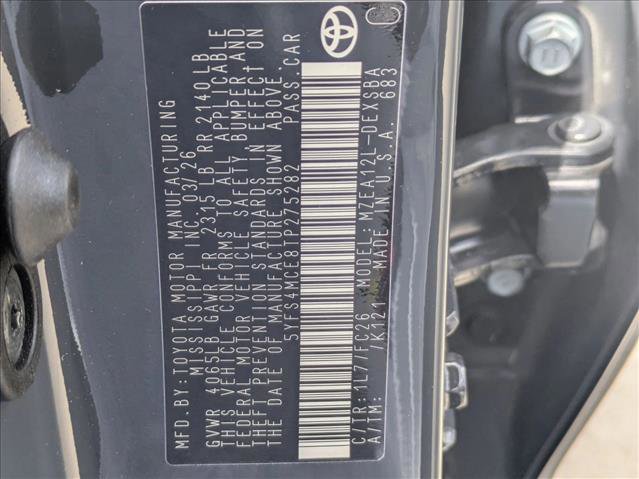 MFD.BY:TOYOTA MOTOR MANUFACTURING
MISSISSIPPI INC. 03/26
GVWR 4065LB GAWR FR 2315 LB RR 2140LB
THIS VEHICLE CONFORMS TO ALL APPLICABLE
FEDERAL MOTOR VEHICLE SAFETY, BUMPER AND
THEFT PREVENTION STANDARDS IN EFFECT ON
THE DATE OF MANUFACTURE SHOWN ABOVE.
5YFS4MCE8TP275282 PASS.CAR
C/TR:1L7/FC26 MODEL:MZEA12L-DEXSBA
A/TM: /K121 MADE IN U.S.A. 683
C